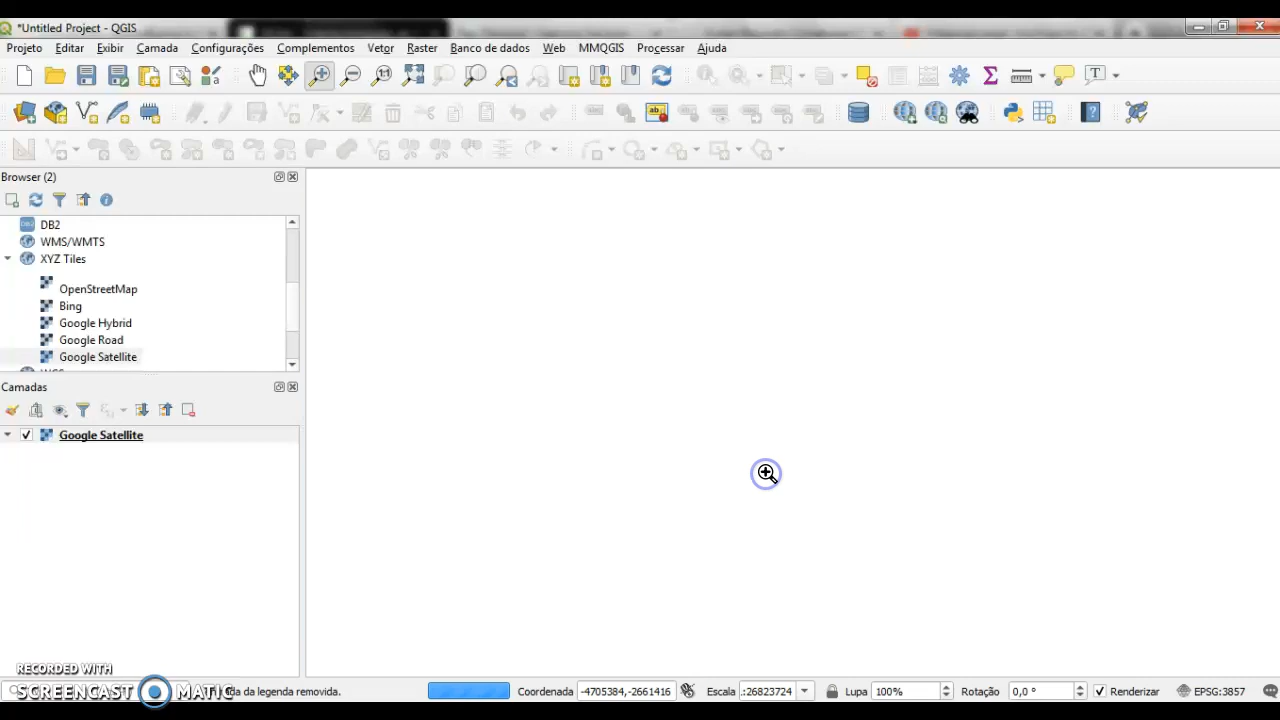 *Untitled Project - QGIS
Projeto Editar Exibir Camada Configurações Complementos Vetor Raster Banco de dados Web MMQGIS Processar Ajuda
Browser (2)
DB2
WMS/WMTS
XYZ Tiles
OpenStreetMap
Bing
Google Hybrid
Google Road
Google Satellite
Camadas
Google Satellite
RECORDED WITH
SCREENCAST MATIC
da legenda removida.
Coordenada -4705384,-2661416 Escala :26823724 Lupa 100% Rotação 0,0 ° Renderizar EPSG:3857